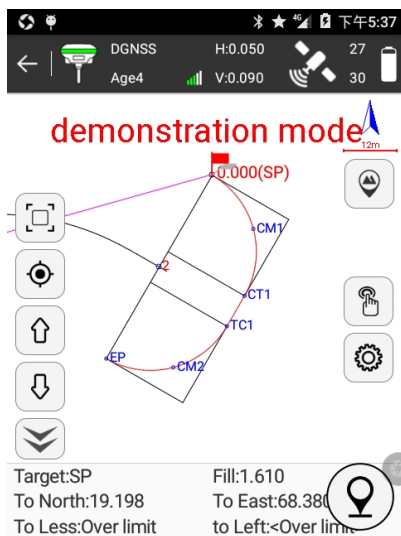 4G 下午5:37
DGNSS H:0.050 27
Age4 V:0.090 30
demonstration mode
12m
0.000(SP)
CM1
2
CT1
TC1
EP
CM2
Target:SP Fill:1.610
To North:19.198 To East:68.380
To Less:Over limit to Left:<Over limit